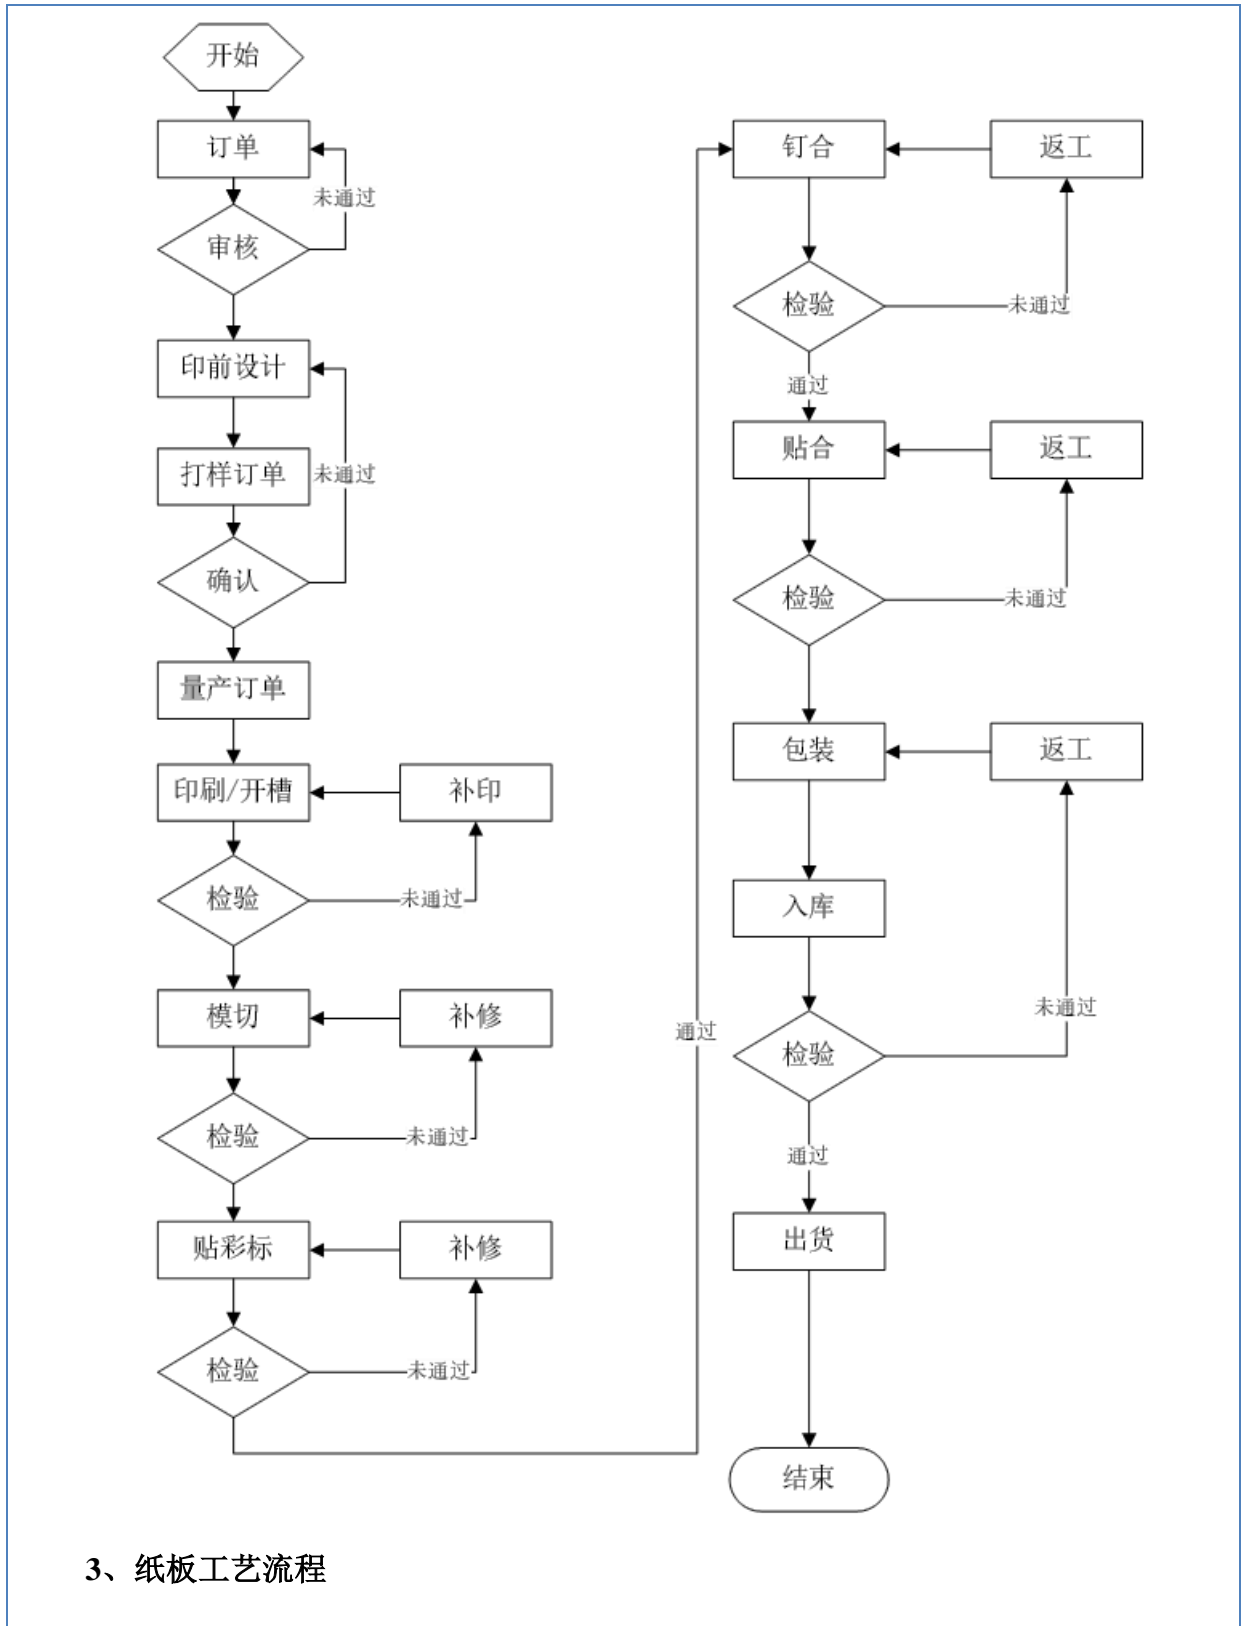 开始
订单
未通过
审核
印前设计
打样订单
未通过
确认
量产订单
印刷/开槽
补印
检验
未通过
模切
补修
检验
未通过
贴彩标
补修
检验
未通过
通过
钉合
返工
检验
未通过
通过
贴合
返工
检验
未通过
包装
返工
入库
未通过
检验
通过
出货
结束
3、纸板工艺流程